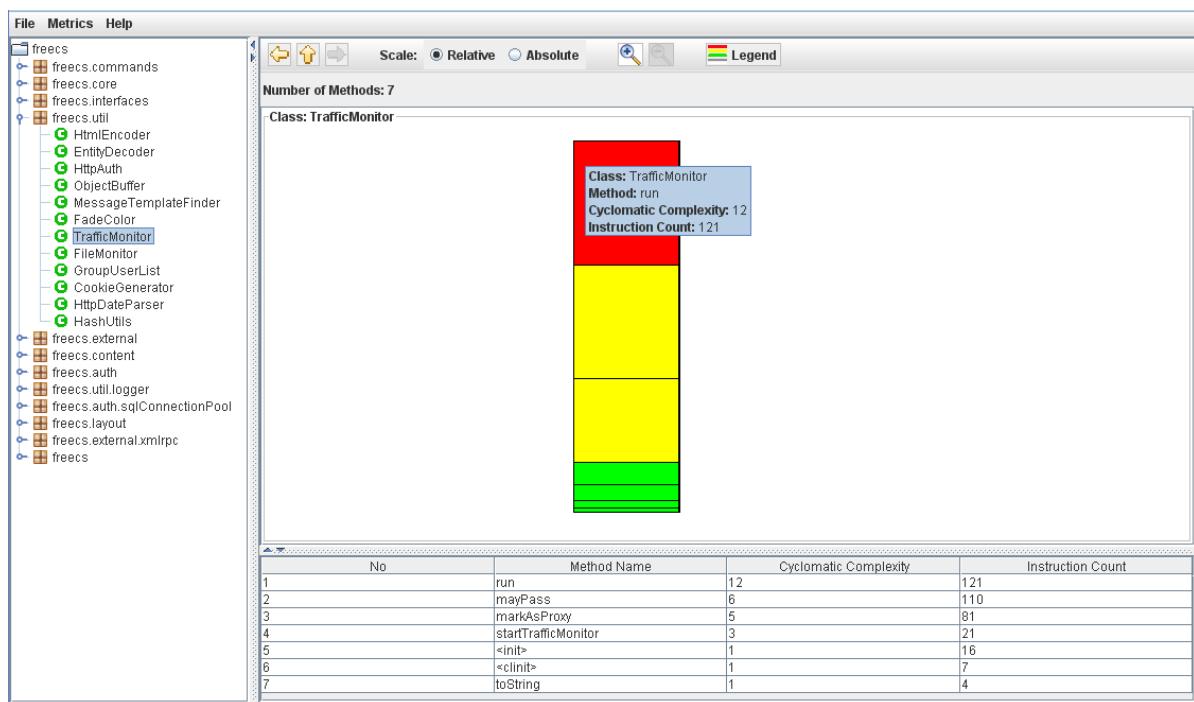 File Metrics Help
freecs
freecs.commands
freecs.core
freecs.interfaces
freecs.util
HtmlEncoder
EntityDecoder
HttpAuth
ObjectBuffer
MessageTemplateFinder
FadeColor
TrafficMonitor
FileMonitor
GroupUserList
CookieGenerator
HttpDateParser
HashUtils
freecs.external
freecs.content
freecs.auth
freecs.util.logger
freecs.auth.sqlConnectionPool
freecs.layout
freecs.external.xmlrpc
freecs
Scale: Relative Absolute Legend
Number of Methods: 7
Class: TrafficMonitor
Class: TrafficMonitor
Method: run
Cyclomatic Complexity: 12
Instruction Count: 121
No Method Name Cyclomatic Complexity Instruction Count
1 run 12 121
2 mayPass 6 110
3 markAsProxy 5 81
4 startTrafficMonitor 3 21
5 <init> 1 16
6 <clinit> 1 7
7 toString 1 4